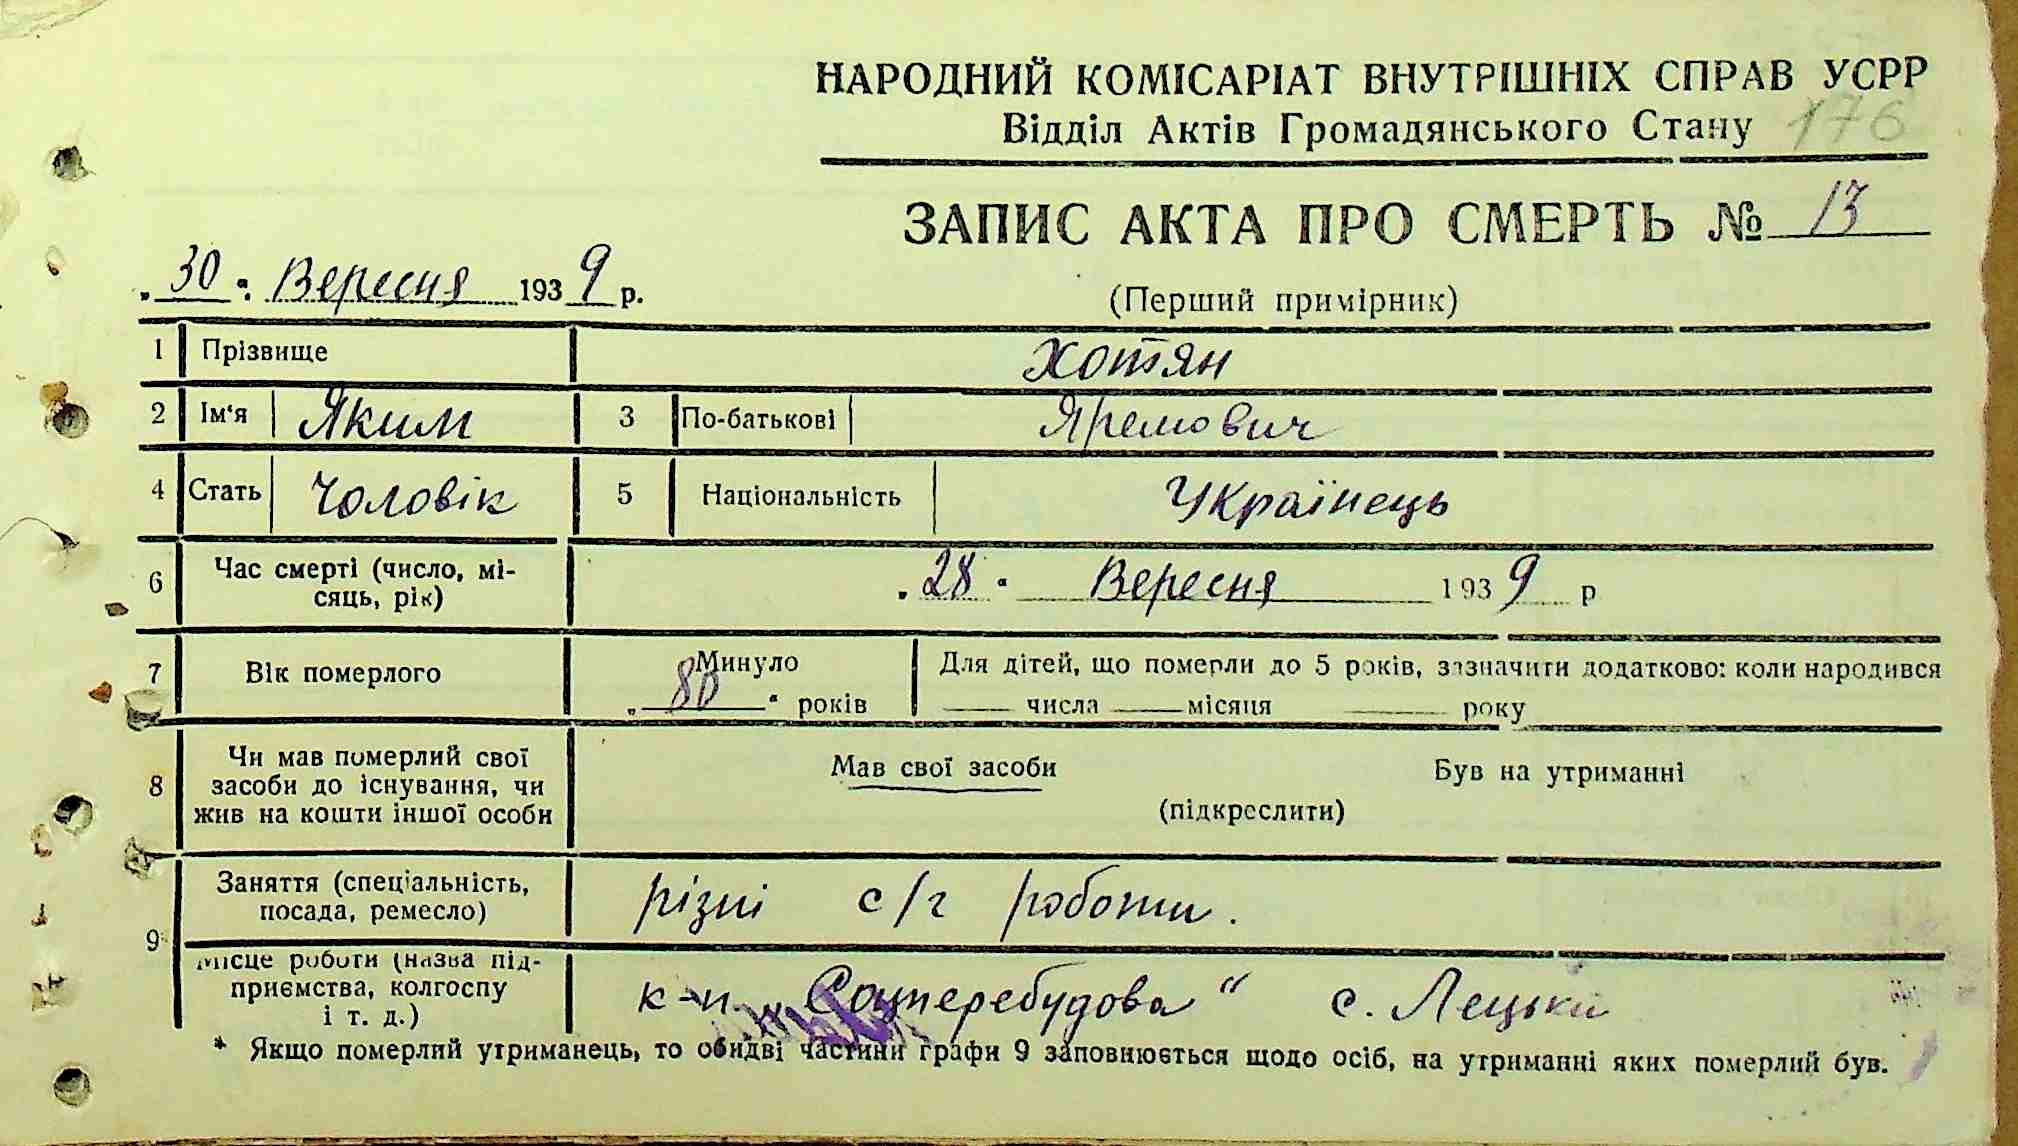 НАРОДНИЙ КОМІСАРІАТ ВНУТРІШНІХ СПРАВ УСРР
Відділ Актів Громадянського Стану 176
ЗАПИС АКТА ПРО СМЕРТЬ № 13
„30“ Вересня 1939 р.
(Перший примірник)
1 Прізвище Хотян
2 Ім‘я Яким 3 По-батькові Яремович
4 Стать Чоловік 5 Національність Українець
6 Час смерті (число, мі-
сяць, рік) „28“ Вересня 1939 р
7 Вік померлого Минуло Для дітей, що померли до 5 років, зазначити додатково: коли народився
„80“ років числа місяця року
8 Чи мав померлий свої
засоби до існування, чи
жив на кошти іншої особи
Мав свої засоби Був на утриманні
(підкреслити)
9 Заняття (спеціальність,
посада, ремесло) різні с/г роботи.
Місце роботи (назва під-
приємства, колгоспу
і т. д.) к-п „Соцперебудова“ с. Лецьки
* Якщо померлий утриманець, то обидві частини графи 9 заповнюється щодо осіб, на утриманні яких померлий був.